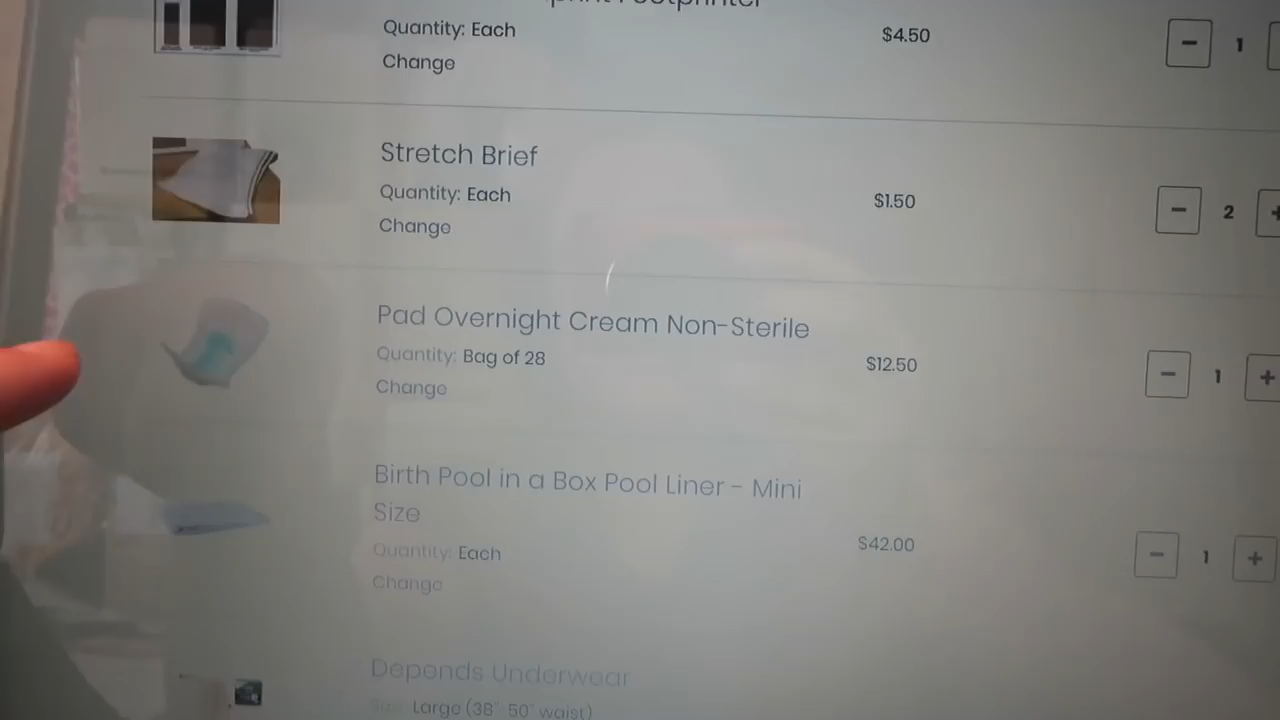 Quantity: Each
$4.50
1
Change
Stretch Brief
Quantity: Each
$1.50
2
Change
Pad Overnight Cream Non-Sterile
Quantity: Bag of 28
$12.50
1
Change
Birth Pool in a Box Pool Liner - Mini
Size
$42.00
1
Quantity: Each
Change
Depends Underwear
Large (38" 50" waist)